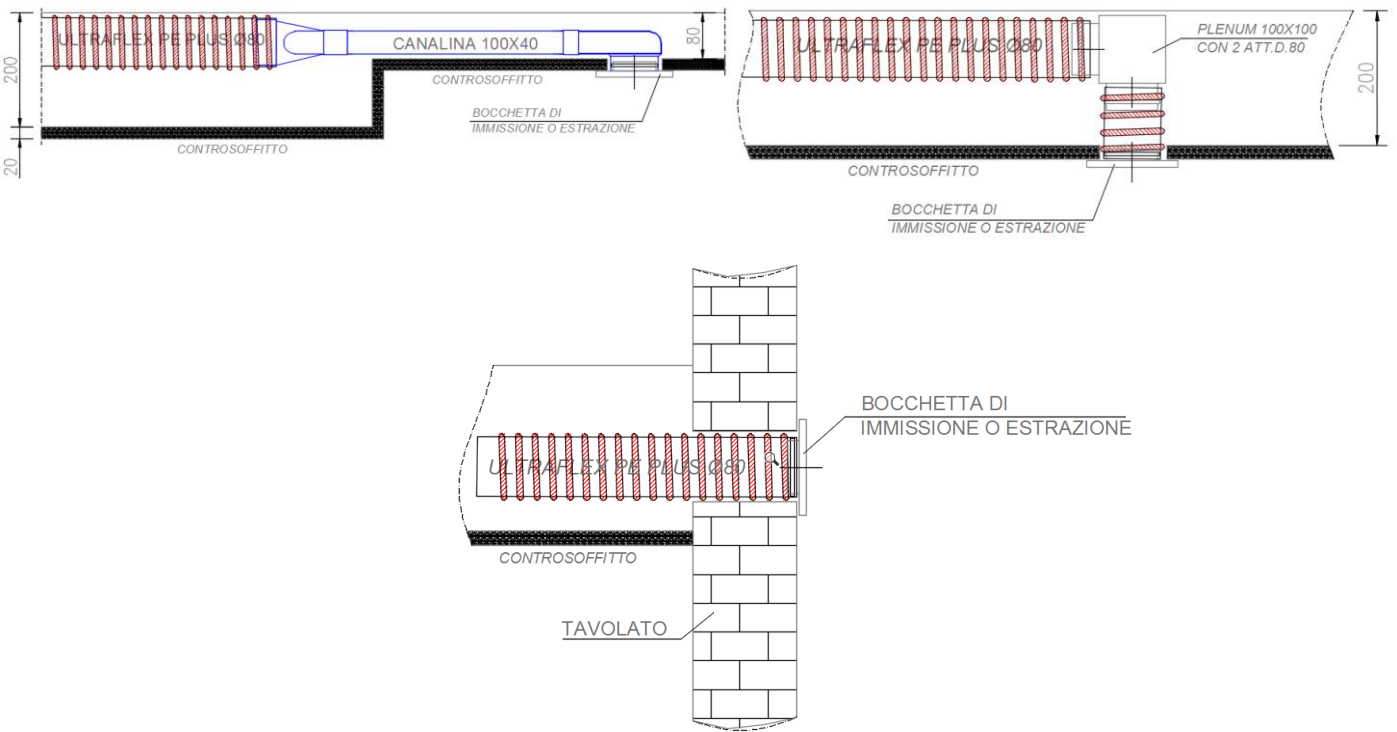 ULTRAFLEX PE PLUS Ø80
CANALINA 100X40
80
200
CONTROSOFFITTO
BOCCHETTA DI
IMMISSIONE O ESTRAZIONE
CONTROSOFFITTO
20
ULTRAFLEX PE PLUS Ø80
PLENUM 100X100
CON 2 ATT.D.80
200
CONTROSOFFITTO
BOCCHETTA DI
IMMISSIONE O ESTRAZIONE
BOCCHETTA DI
IMMISSIONE O ESTRAZIONE
ULTRAFLEX PE PLUS Ø80
CONTROSOFFITTO
TAVOLATO